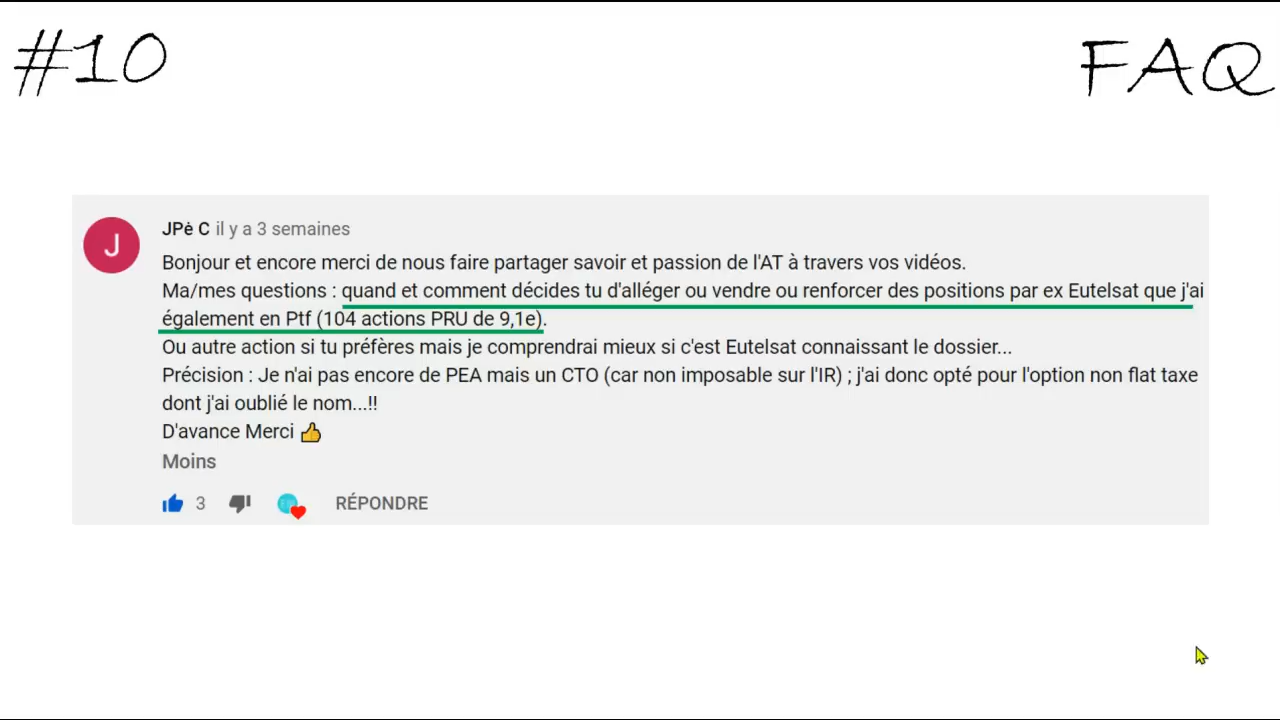 #10
FAQ
J
JPė C il y a 3 semaines
Bonjour et encore merci de nous faire partager savoir et passion de l'AT à travers vos vidéos.
Ma/mes questions : quand et comment décides tu d'alléger ou vendre ou renforcer des positions par ex Eutelsat que j'ai
également en Ptf (104 actions PRU de 9,1e).
Ou autre action si tu préfères mais je comprendrai mieux si c'est Eutelsat connaissant le dossier...
Précision : Je n'ai pas encore de PEA mais un CTO (car non imposable sur l'IR) ; j'ai donc opté pour l'option non flat taxe
dont j'ai oublié le nom...!!
D'avance Merci 👍
Moins
3
RÉPONDRE